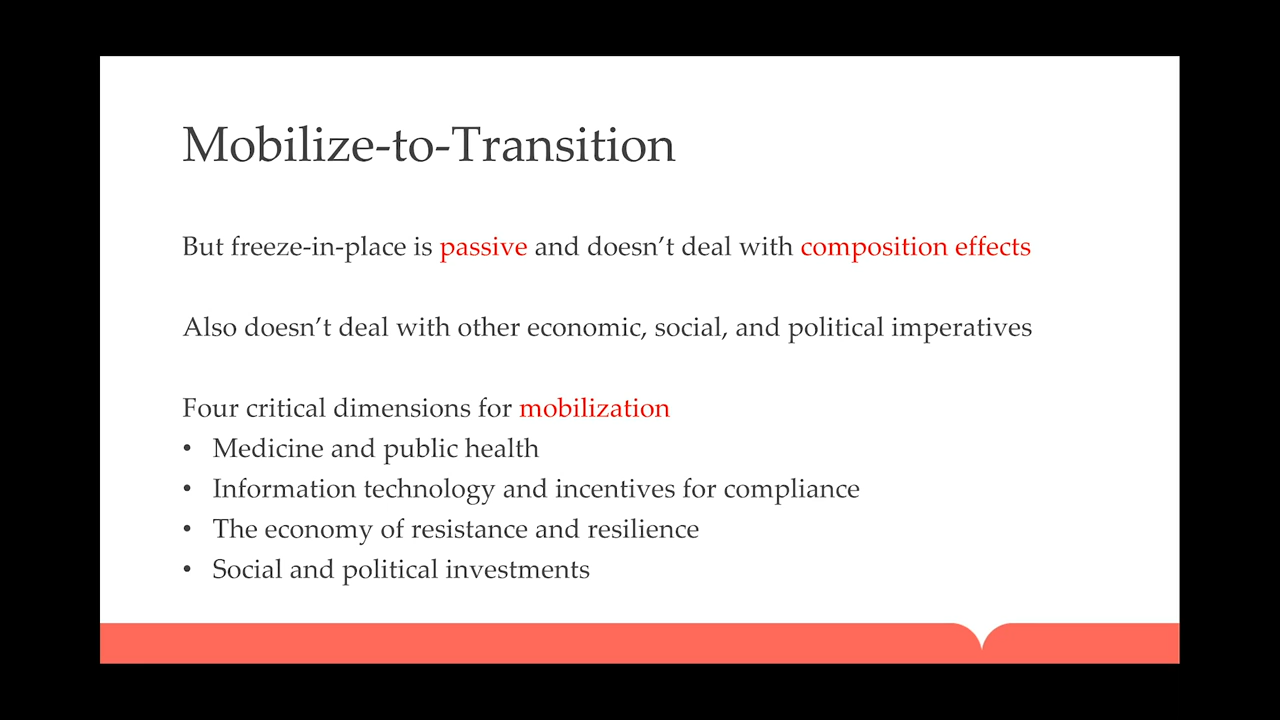 Mobilize-to-Transition
But freeze-in-place is passive and doesn’t deal with composition effects
Also doesn’t deal with other economic, social, and political imperatives
Four critical dimensions for mobilization
• Medicine and public health
• Information technology and incentives for compliance
• The economy of resistance and resilience
• Social and political investments